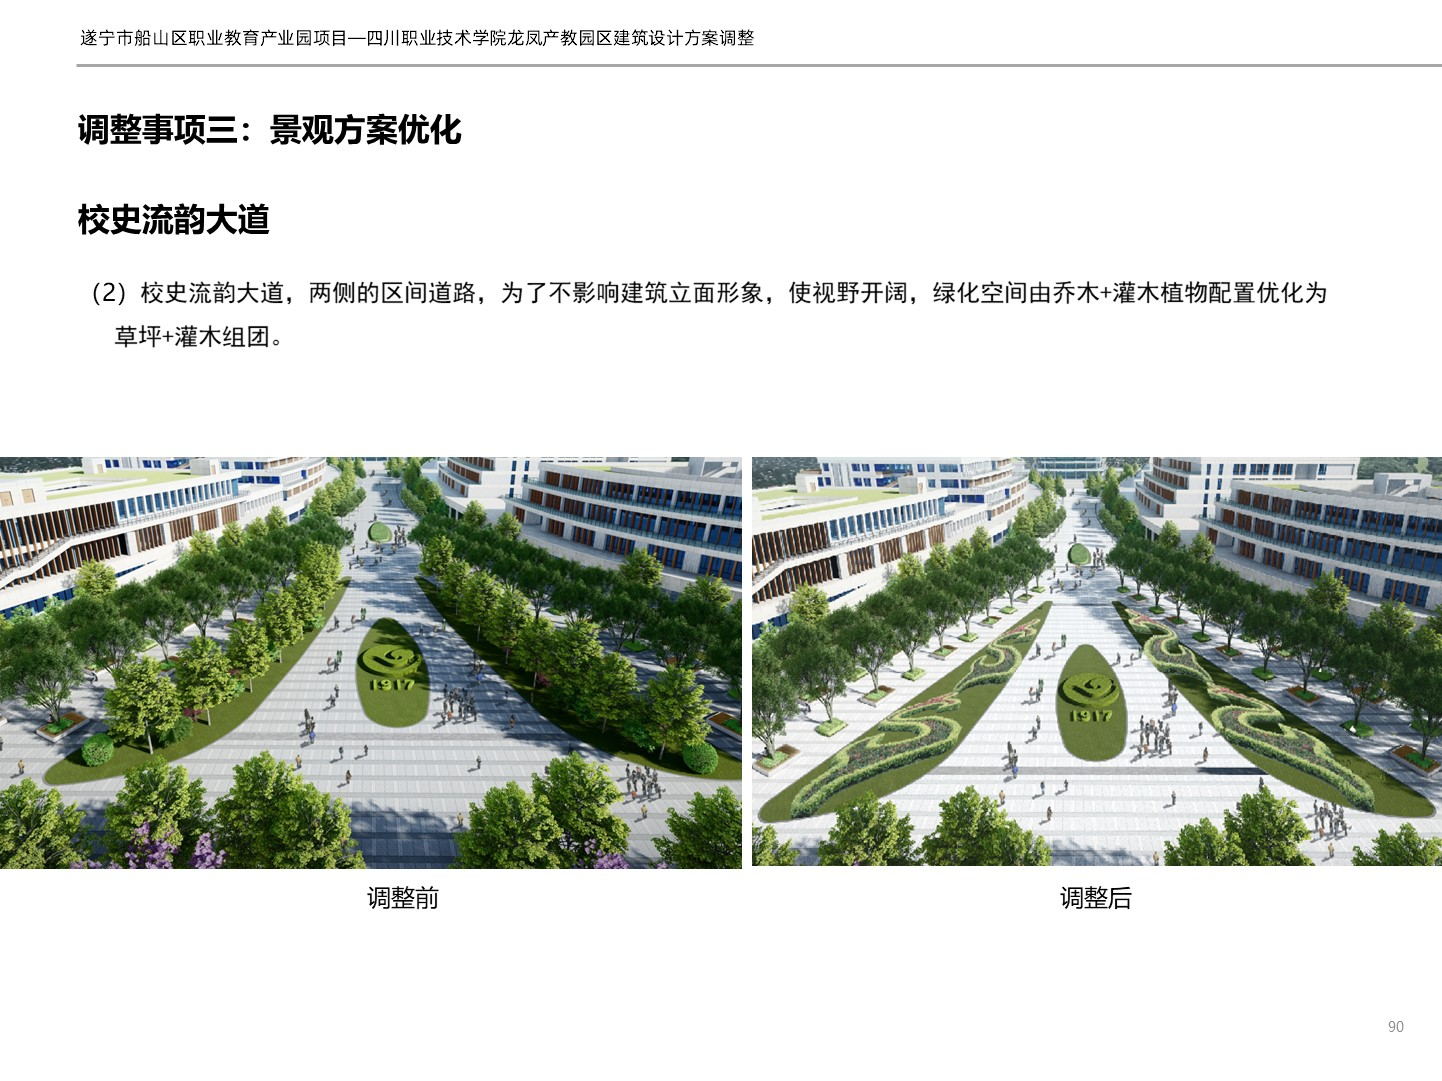 遂宁市船山区职业教育产业园项目—四川职业技术学院龙凤产教园区建筑设计方案调整
调整事项三：景观方案优化
校史流韵大道
（2）校史流韵大道，两侧的区间道路，为了不影响建筑立面形象，使视野开阔，绿化空间由乔木+灌木植物配置优化为
草坪+灌木组团。
1917
1917
调整前
调整后
90